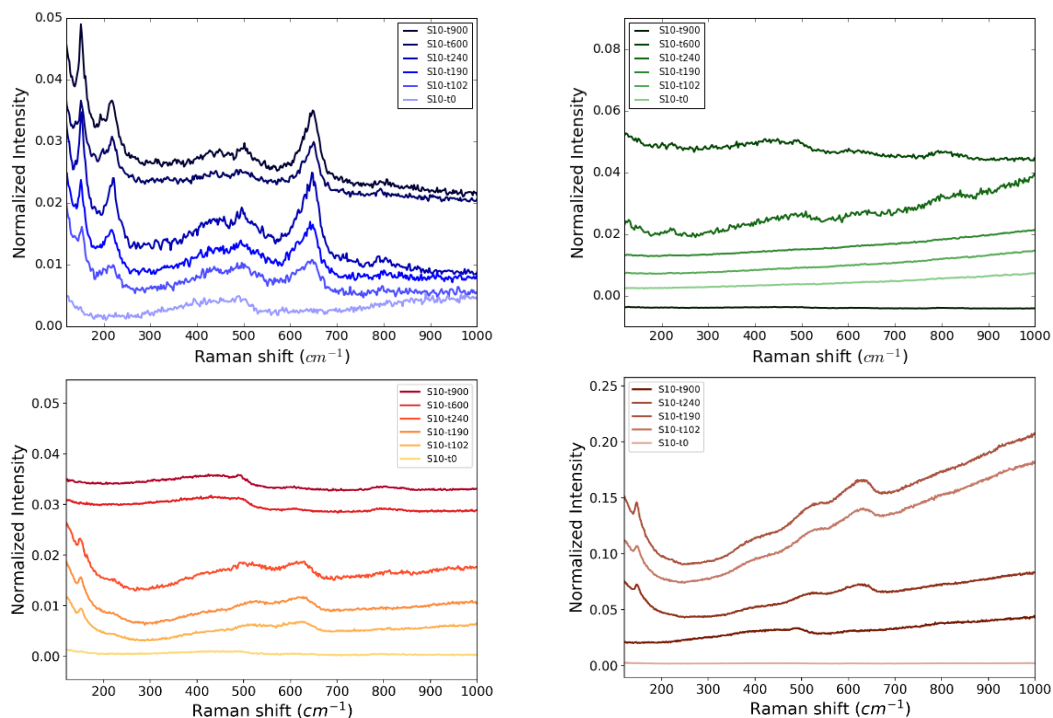 0.05
0.04
0.03
0.02
0.01
0.00
Normalized Intensity
S10-t900
S10-t600
S10-t240
S10-t190
S10-t102
S10-t0
200 300 400 500 600 700 800 900 1000
Raman shift (cm⁻¹)
0.08
0.06
0.04
0.02
0.00
Normalized Intensity
S10-t900
S10-t600
S10-t240
S10-t190
S10-t102
S10-t0
200 300 400 500 600 700 800 900 1000
Raman shift (cm⁻¹)
0.05
0.04
0.03
0.02
0.01
0.00
Normalized Intensity
S10-t900
S10-t600
S10-t240
S10-t190
S10-t102
S10-t0
200 300 400 500 600 700 800 900 1000
Raman shift (cm⁻¹)
0.25
0.20
0.15
0.10
0.05
0.00
Normalized Intensity
S10-t900
S10-t240
S10-t190
S10-t102
S10-t0
200 300 400 500 600 700 800 900 1000
Raman shift (cm⁻¹)